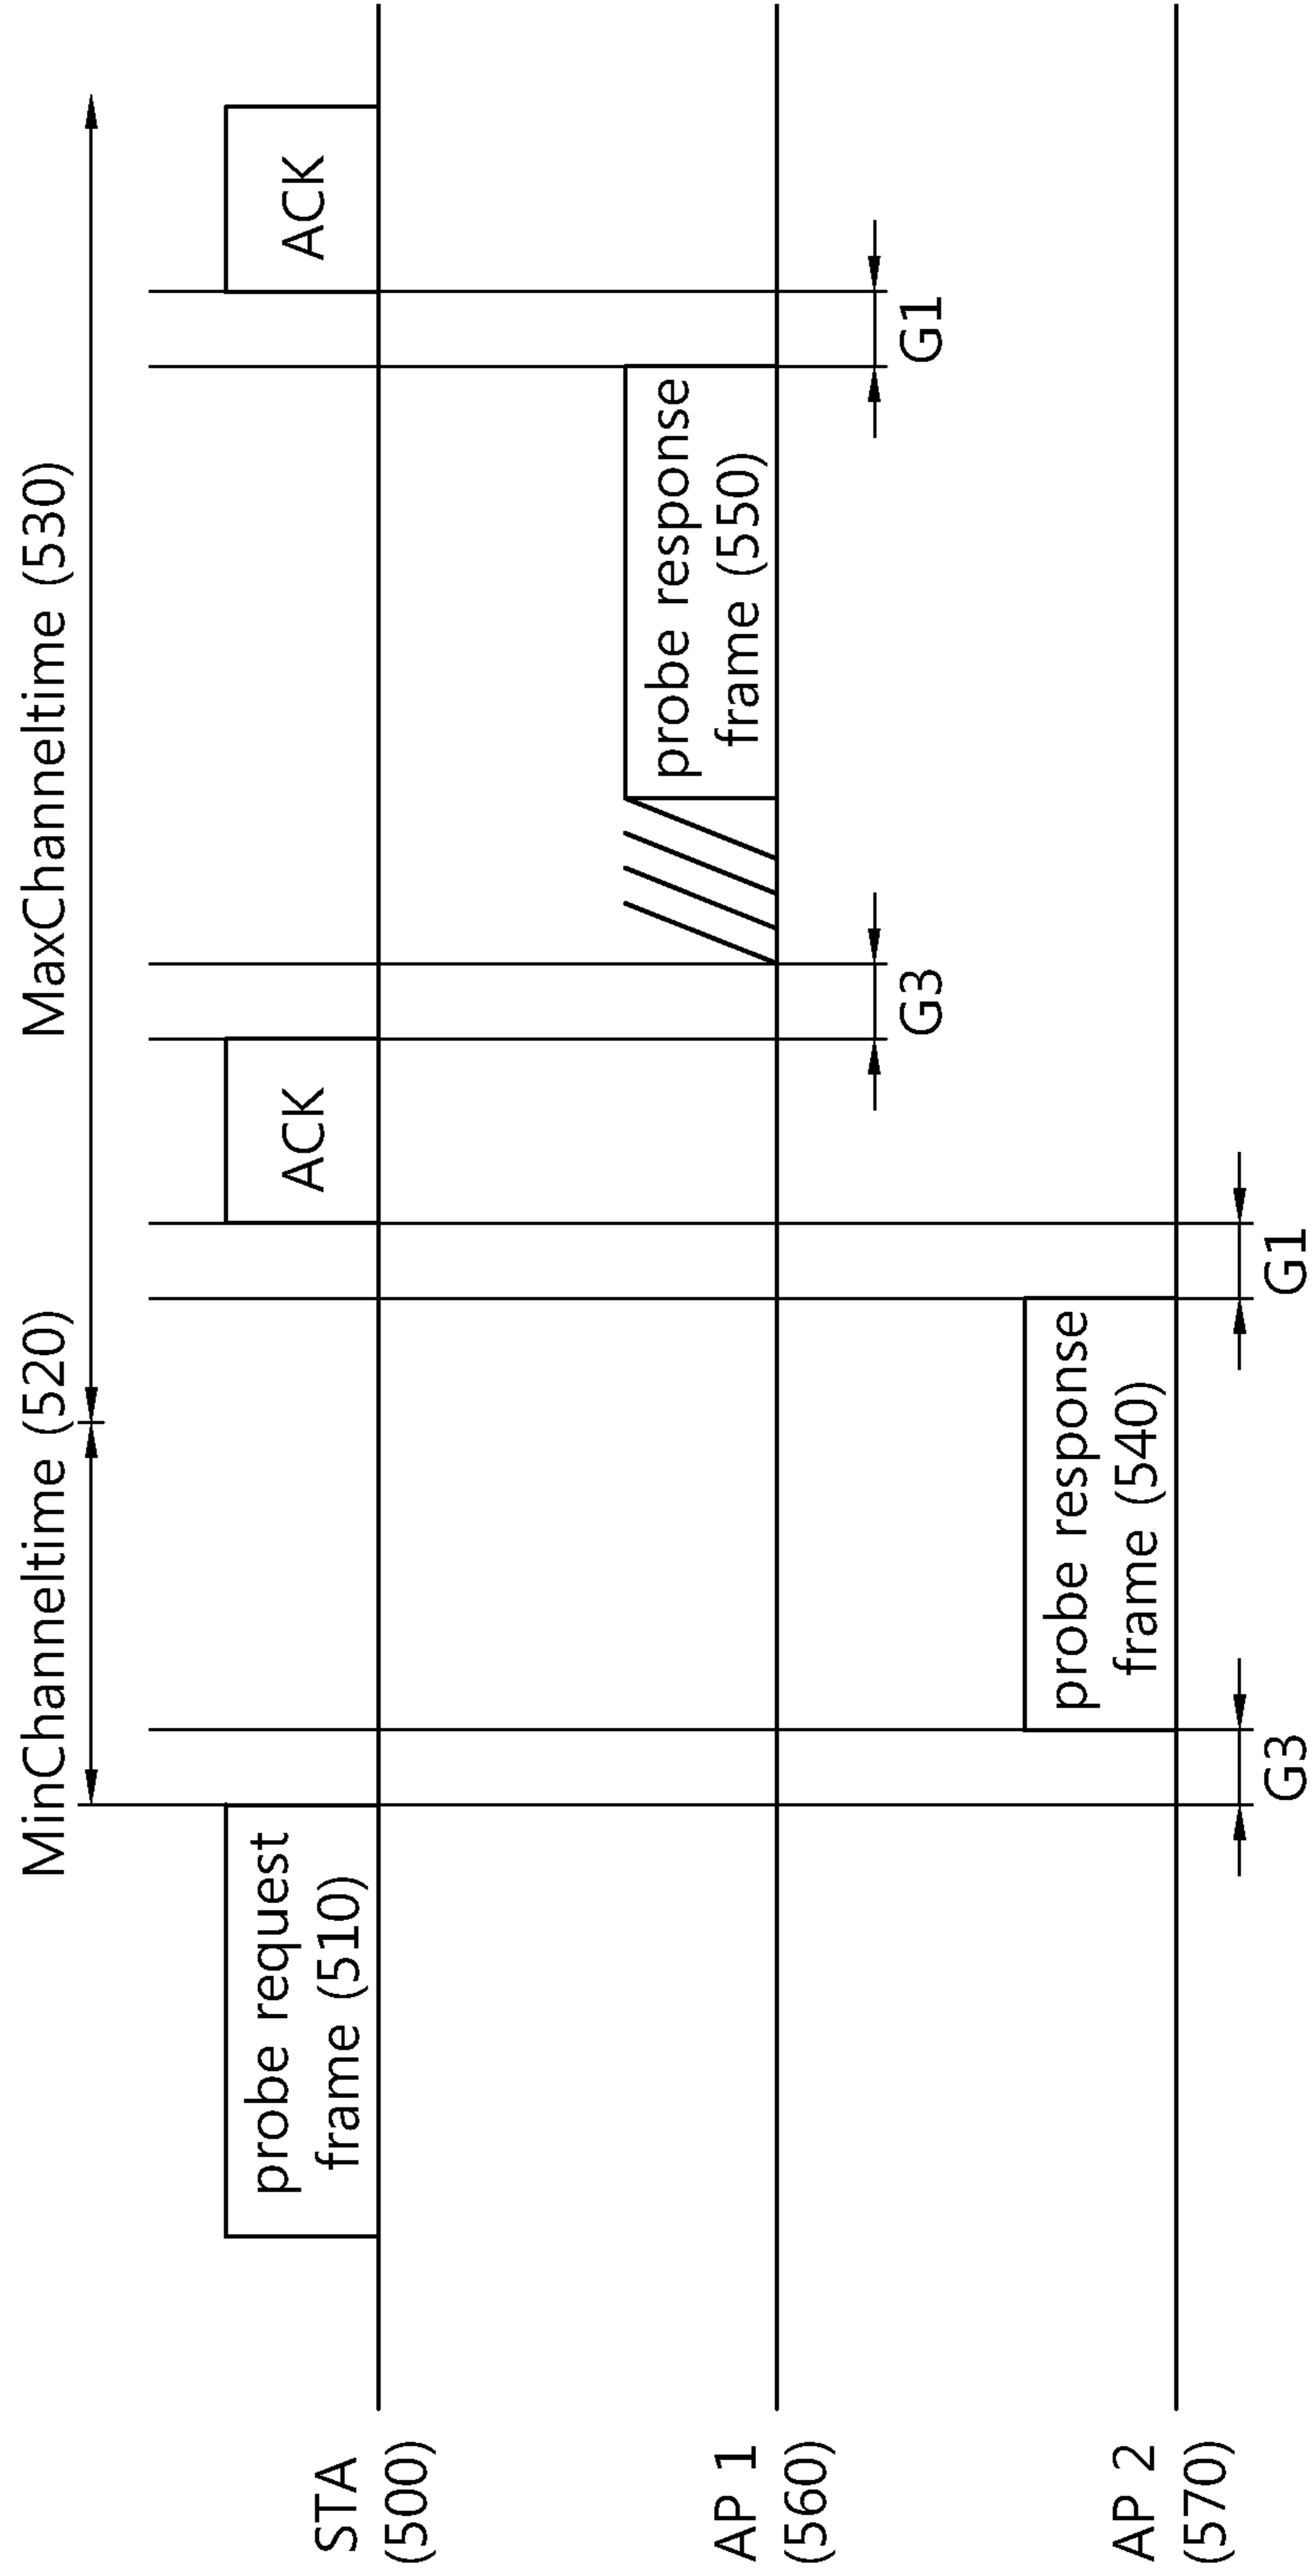 MinChanneltime (520)
MaxChanneltime (530)
STA
(500)
probe request
frame (510)
ACK
ACK
AP 1
(560)
probe response
frame (550)
G3
G1
AP 2
(570)
probe response
frame (540)
G3
G1